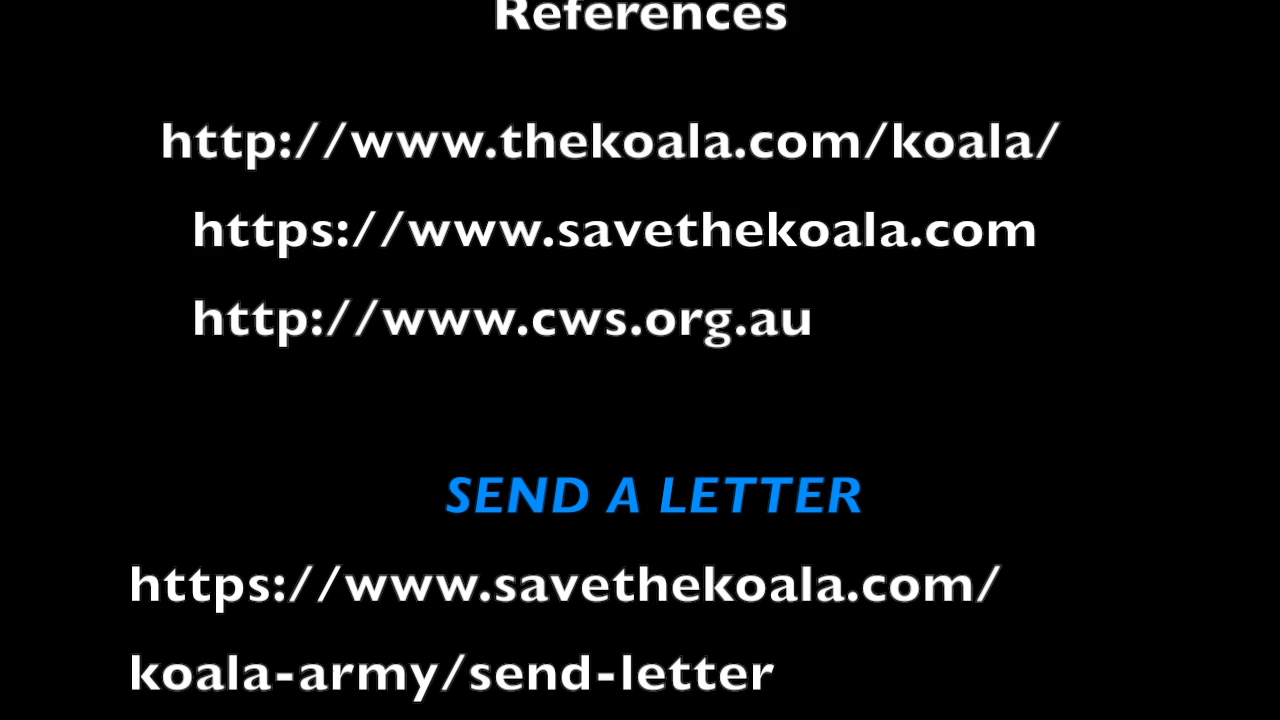 References
http://www.thekoala.com/koala/
https://www.savethekoala.com
http://www.cws.org.au
SEND A LETTER
https://www.savethekoala.com/
koala-army/send-letter